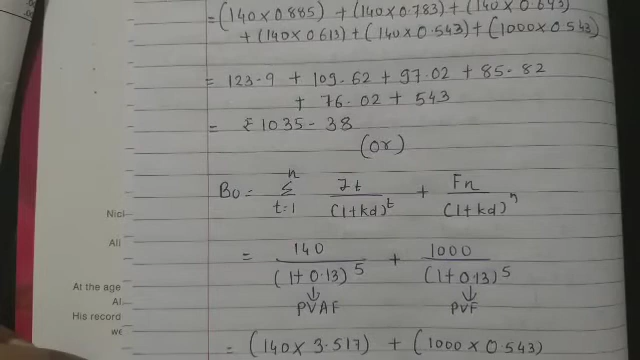 = (140 x 0.885) + (140 x 0.783) + (140 x 0.693)
+ (140 x 0.613) + (140 x 0.543) + (1000 x 0.543)
= 123-9 + 109-62 + 97.02 + 85-82
+ 76.02 + 543
= ₹1035-38
(or)
B0 = n Σ t=1 It / (1+kd)^t + Fn / (1+kd)^n
= 140 / (1+0.13)^5 + 1000 / (1+0.13)^5
↓ PVAF ↓ PVF
= (140 x 3.517) + (1000 x 0.543)
Nicl
Ali
At the age
His record
we